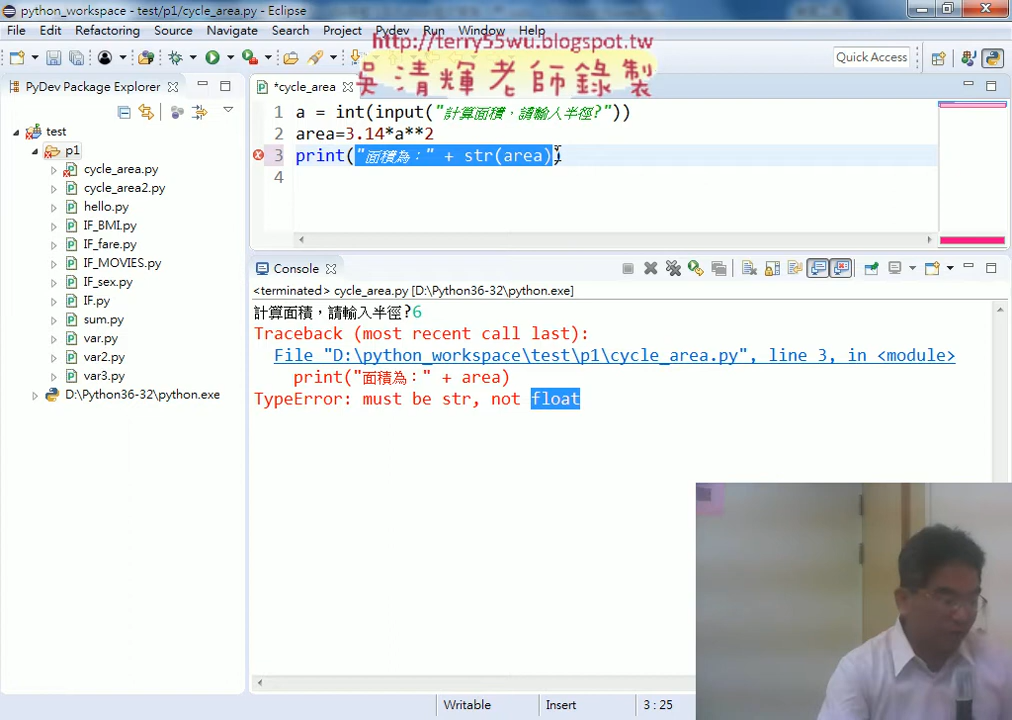 python_workspace - test/p1/cycle_area.py - Eclipse
File Edit Refactoring Source Navigate Search Project Pydev Run Window Help
http://terry55wu.blogspot.tw
吳清輝老師錄製
Quick Access
PyDev Package Explorer
*cycle_area
test
p1
cycle_area.py
cycle_area2.py
hello.py
IF_BMI.py
IF_fare.py
IF_MOVIES.py
IF_sex.py
IF.py
sum.py
var.py
var2.py
var3.py
D:\Python36-32\python.exe
1 a = int(input("計算面積，請輸入半徑?"))
2 area=3.14*a**2
3 print("面積為：" + str(area))
4
Console
<terminated> cycle_area.py [D:\Python36-32\python.exe]
計算面積，請輸入半徑?6
Traceback (most recent call last):
File "D:\python_workspace\test\p1\cycle_area.py", line 3, in <module>
print("面積為：" + area)
TypeError: must be str, not float
Writable Insert 3 : 25